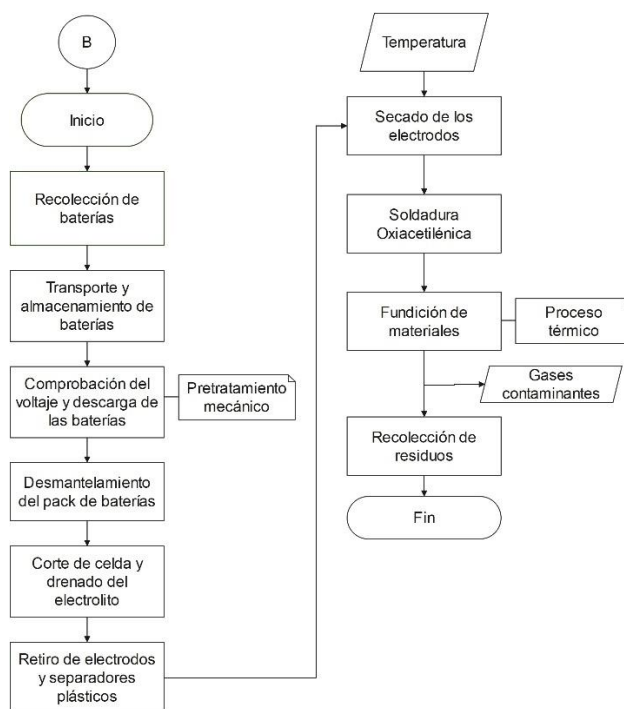 B
Inicio
Recolección de
baterías
Transporte y
almacenamiento de
baterías
Comprobación del
voltaje y descarga de
las baterías
Pretratamiento
mecánico
Desmantelamiento
del pack de baterías
Corte de celda y
drenado del
electrolito
Retiro de electrodos
y separadores
plásticos
Temperatura
Secado de los
electrodos
Soldadura
Oxiacetilénica
Fundición de
materiales
Proceso
térmico
Gases
contaminantes
Recolección de
residuos
Fin